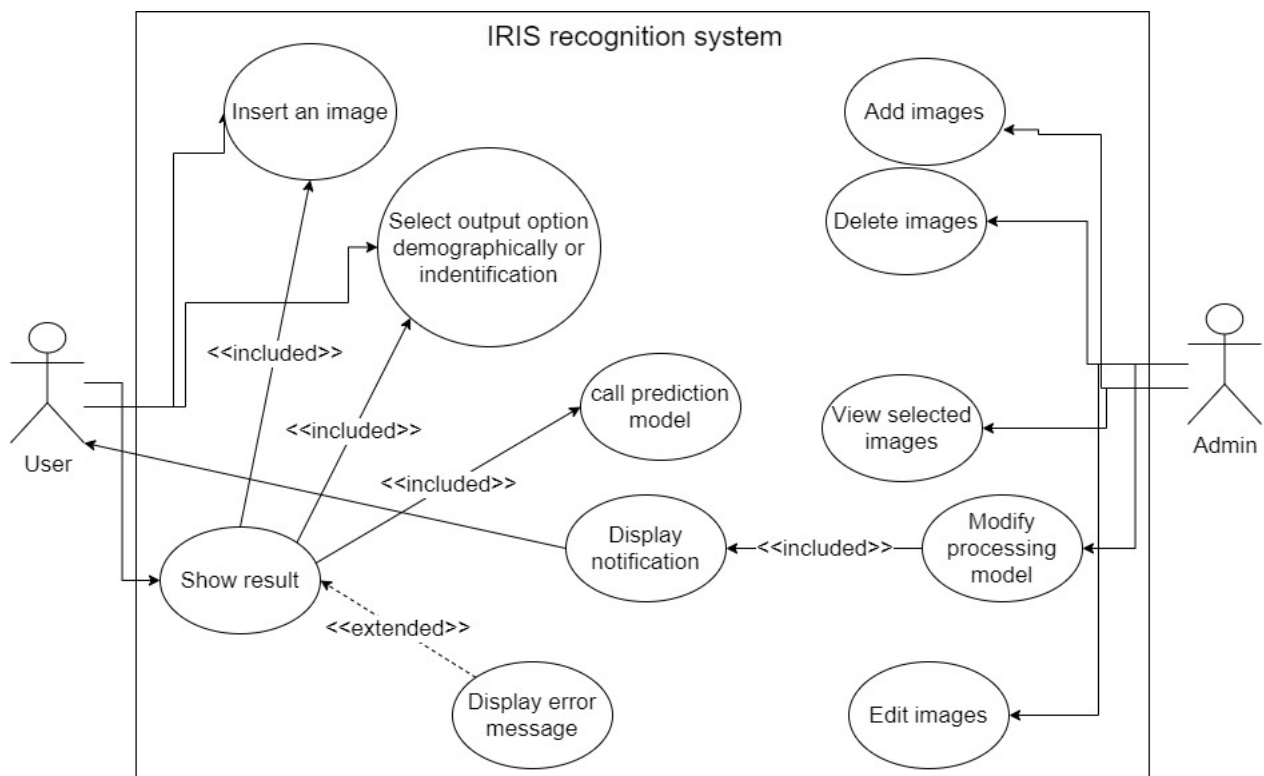 IRIS recognition system
Insert an image
Add images
Select output option
demographically or
indentification
Delete images
<<included>>
call prediction
model
<<included>>
View selected
images
User
Admin
<<included>>
Display
notification
<<included>>
Modify
processing
model
Show result
<<extended>>
Display error
message
Edit images